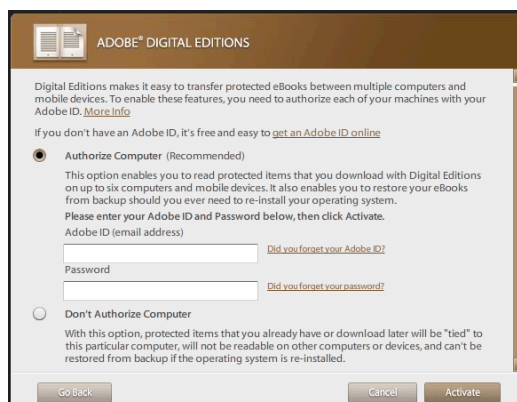 ADOBE® DIGITAL EDITIONS
Digital Editions makes it easy to transfer protected eBooks between multiple computers and
mobile devices. To enable these features, you need to authorize each of your machines with your
Adobe ID. More Info
If you don't have an Adobe ID, it's free and easy to get an Adobe ID online
Authorize Computer (Recommended)
This option enables you to read protected items that you download with Digital Editions
on up to six computers and mobile devices. It also enables you to restore your eBooks
from backup should you ever need to re-install your operating system.
Please enter your Adobe ID and Password below, then click Activate.
Adobe ID (email address)
Did you forget your Adobe ID?
Password
Did you forget your password?
Don't Authorize Computer
With this option, protected items that you already have or download later will be "tied" to
this particular computer, will not be readable on other computers or devices, and can't be
restored from backup if the operating system is re-installed.
Go Back Cancel Activate